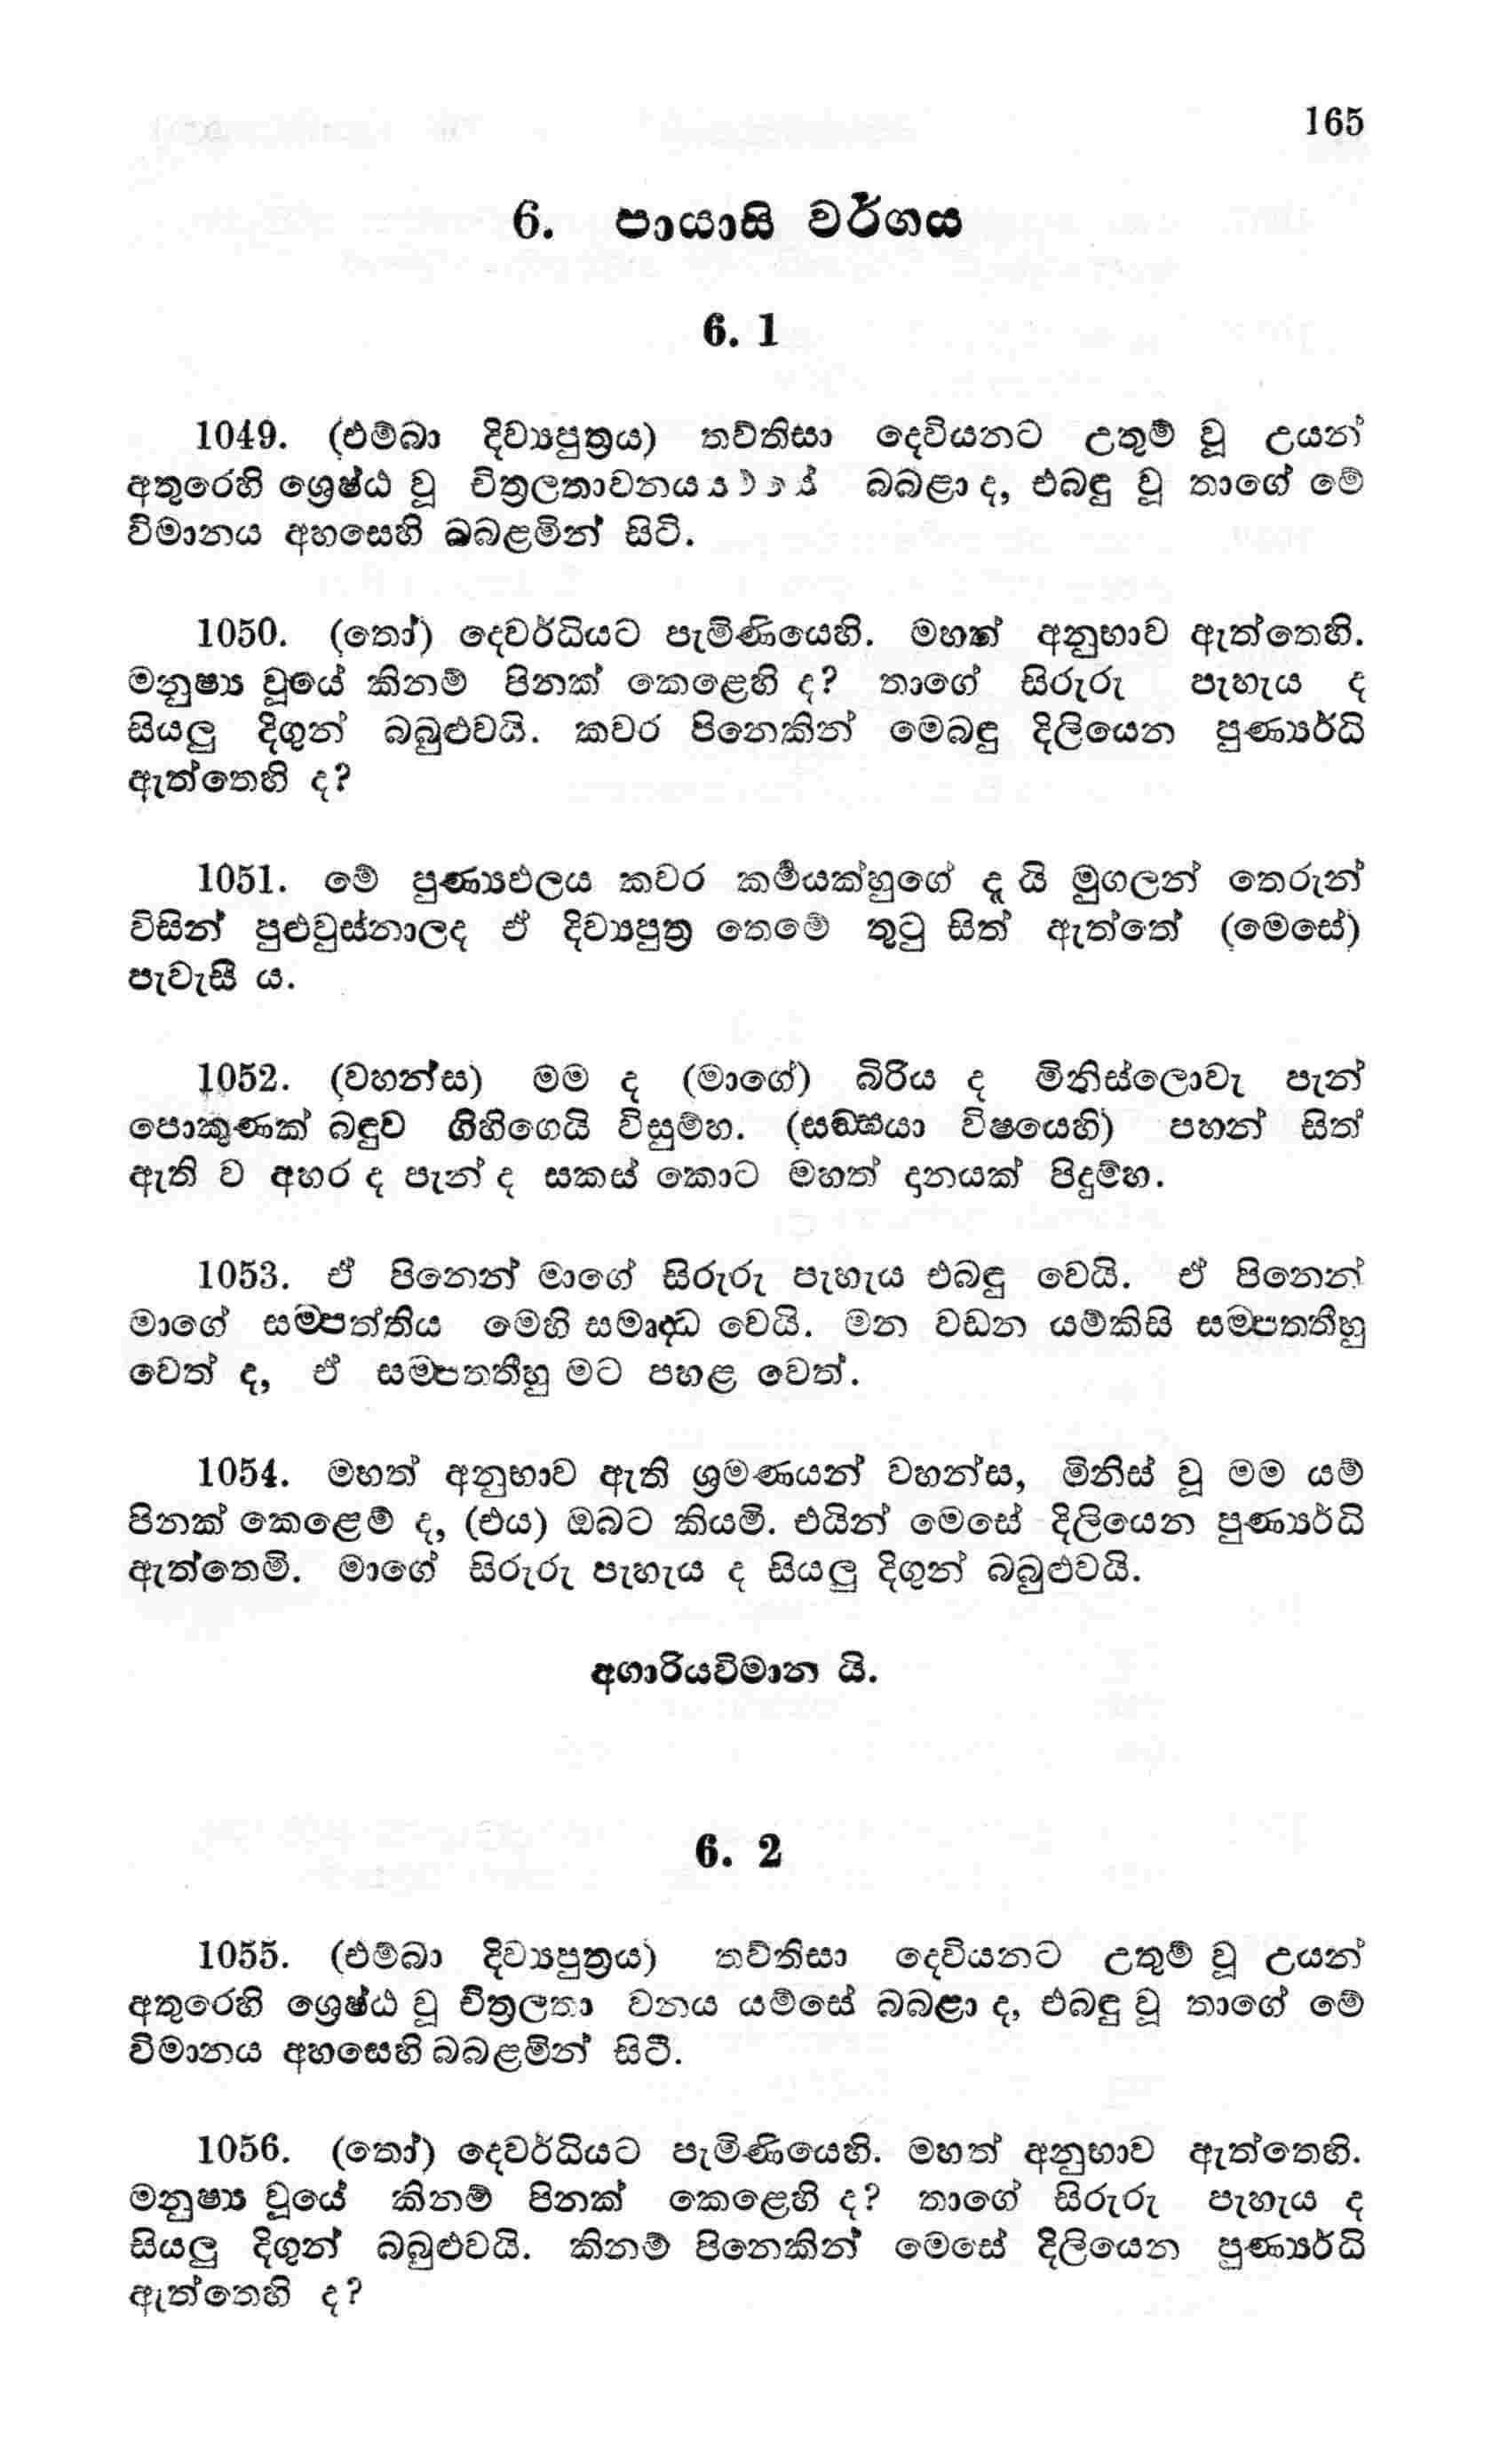 165
6. පායාසි වර්ගය
6. 1
1049. (එම්බා දිව්‍යපුත්‍රය) තව්තිසා දෙවියනට උතුම් වූ උයන්
අතුරෙහි ශ්‍රෙෂ්ඨ වූ චිත්‍රලතාවනය බබළා ද, එබඳු වූ තාගේ මේ
විමානය අහසෙහි බබළමින් සිටි.
1050. (තෝ) දෙවර්ධියට පැමිණියෙහි. මහත් අනුභාව ඇත්තෙහි.
මනුෂ්‍ය වූයේ කිනම් පිනක් කෙළෙහි ද? තාගේ සිරුරු පැහැය ද
සියලු දිගුන් බබුළුවයි. කවර පිනෙකින් මෙබඳු දිලියෙන පුණ්‍යර්ධි
ඇත්තෙහි ද?
1051. මේ පුණ්‍යඵලය කවර කර්‍මයක්හුගේ දැ යි මුගලන් තෙරුන්
විසින් පුළුවුස්නාලද ඒ දිව්‍යපුත්‍ර තෙමේ තුටු සිත් ඇත්තේ (මෙසේ)
පැවැසී ය.
1052. (වහන්ස) මම ද (මාගේ) බිරිය ද මිනිස්ලොවැ පැන්
පොකුණක් බඳුව ගිහිගෙයි විසුම්හ. (සඞ්ඝයා විෂයෙහි) පහන් සිත්
ඇති ව අහර ද පැන් ද සකස් කොට මහත් දානයක් පිදුම්හ.
1053. ඒ පිනෙන් මාගේ සිරුරු පැහැය එබඳු වෙයි. ඒ පිනෙන්
මාගේ සම්පත්තිය මෙහි සමෘද්ධ වෙයි. මන වඩන යම්කිසි සම්පතතීහු
වෙත් ද, ඒ සම්පතතීහු මට පහළ වෙත්.
1054. මහත් අනුභාව ඇති ශ්‍රමණයන් වහන්ස, මිනිස් වූ මම යම්
පිනක් කෙළෙම් ද, (එය) ඔබට කියමි. එයින් මෙසේ දිලියෙන පුණ්‍යර්ධි
ඇත්තෙමි. මාගේ සිරුරු පැහැය ද සියලු දිගුන් බබුළුවයි.
අගාරියවිමාන යි.
6. 2
1055. (එම්බා දිව්‍යපුත්‍රය) තව්තිසා දෙවියනට උතුම් වූ උයන්
අතුරෙහි ශ්‍රෙෂ්ඨ වූ චිත්‍රලතා වනය යම්සේ බබළා ද, එබඳු වූ තාගේ මේ
විමානය අහසෙහි බබළමින් සිටී.
1056. (තෝ) දෙවර්ධියට පැමිණියෙහි. මහත් අනුභාව ඇත්තෙහි.
මනුෂ්‍ය වූයේ කිනම් පිනක් කෙළෙහි ද? තාගේ සිරුරු පැහැය ද
සියලු දිගුන් බබුළුවයි. කිනම් පිනෙකින් මෙසේ දිලියෙන පුණ්‍යර්ධි
ඇත්තෙහි ද?